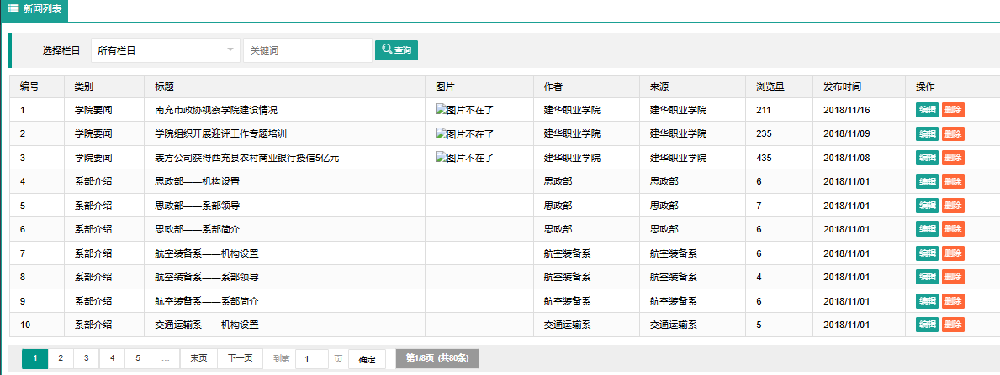 新闻列表
选择栏目 所有栏目 关键词 查询
编号 类别 标题 图片 作者 来源 浏览量 发布时间 操作
1 学院要闻 南充市政协视察学院建设情况 图片不在了 建华职业学院 建华职业学院 211 2018/11/16 编辑 删除
2 学院要闻 学院组织开展迎评工作专题培训 图片不在了 建华职业学院 建华职业学院 235 2018/11/09 编辑 删除
3 学院要闻 表方公司获得西充县农村商业银行授信5亿元 图片不在了 建华职业学院 建华职业学院 435 2018/11/08 编辑 删除
4 系部介绍 思政部——机构设置 思政部 思政部 6 2018/11/01 编辑 删除
5 系部介绍 思政部——系部领导 思政部 思政部 7 2018/11/01 编辑 删除
6 系部介绍 思政部——系部简介 思政部 思政部 6 2018/11/01 编辑 删除
7 系部介绍 航空装备系——机构设置 航空装备系 航空装备系 6 2018/11/01 编辑 删除
8 系部介绍 航空装备系——系部领导 航空装备系 航空装备系 4 2018/11/01 编辑 删除
9 系部介绍 航空装备系——系部简介 航空装备系 航空装备系 6 2018/11/01 编辑 删除
10 系部介绍 交通运输系——机构设置 交通运输系 交通运输系 5 2018/11/01 编辑 删除
1 2 3 4 5 … 末页 下一页 到第 1 页 确定 第1/8页 (共80条)